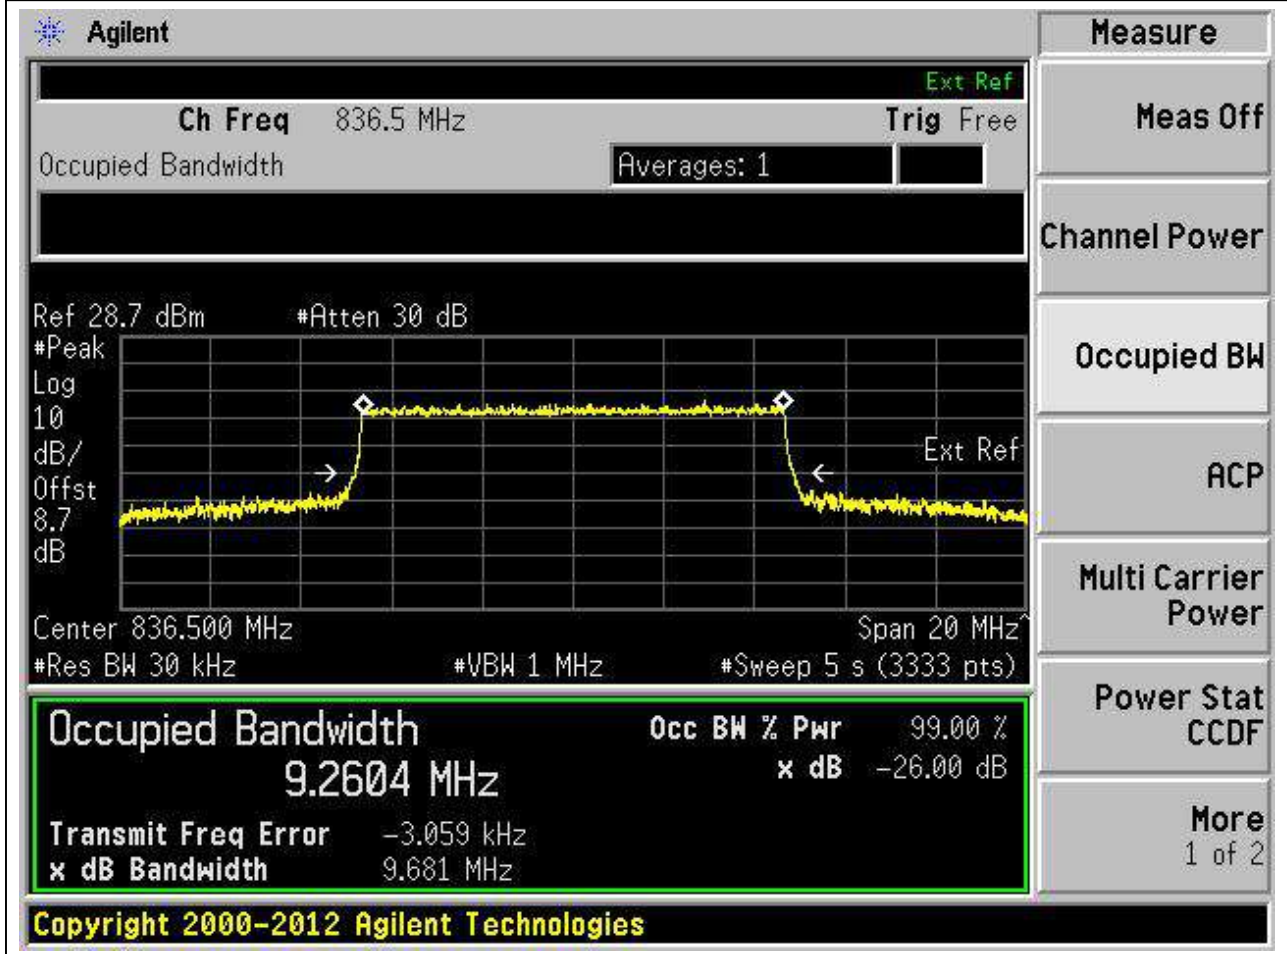 Agilent
Measure
Ext Ref
Ch Freq 836.5 MHz Trig Free
Occupied Bandwidth Averages: 1
Meas Off
Channel Power
Occupied BW
ACP
Multi Carrier
Power
Power Stat
CCDF
More
1 of 2
Ref 28.7 dBm #Atten 30 dB
#Peak
Log
10
dB/
Offst
8.7
dB
Ext Ref
Center 836.500 MHz Span 20 MHz^
#Res BW 30 kHz #VBW 1 MHz #Sweep 5 s (3333 pts)
Occupied Bandwidth Occ BW % Pwr 99.00 %
9.2604 MHz x dB -26.00 dB
Transmit Freq Error -3.059 kHz
x dB Bandwidth 9.681 MHz
Copyright 2000-2012 Agilent Technologies